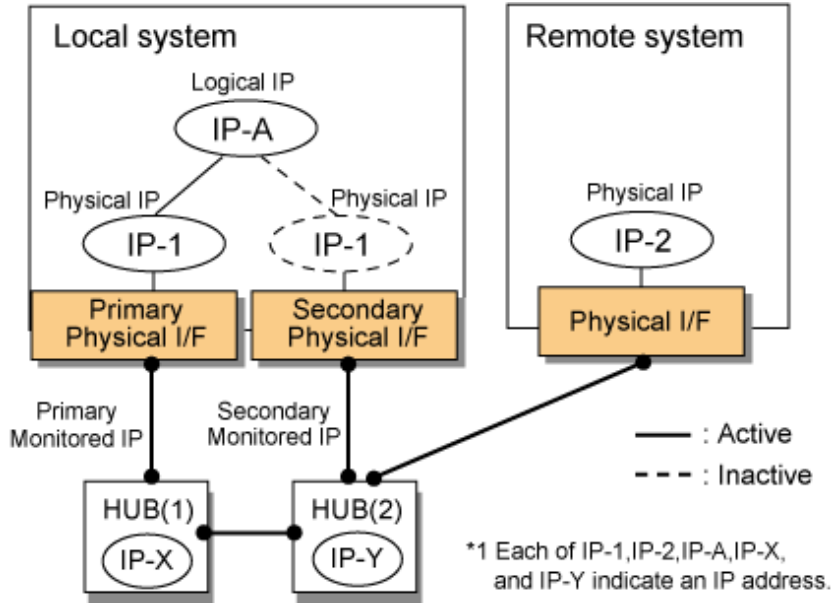 Local system
Logical IP
IP-A
Physical IP
Physical IP
IP-1
IP-1
Primary
Physical I/F
Secondary
Physical I/F
Remote system
Physical IP
IP-2
Physical I/F
Primary
Monitored IP
Secondary
Monitored IP
: Active
: Inactive
HUB(1)
IP-X
HUB(2)
IP-Y
*1 Each of IP-1,IP-2,IP-A,IP-X,
and IP-Y indicate an IP address.